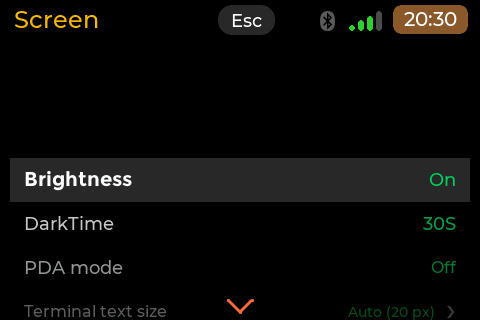 Screen Esc 20:30
Brightness On
DarkTime 30S
PDA mode Off
Terminal text size Auto (20 px)